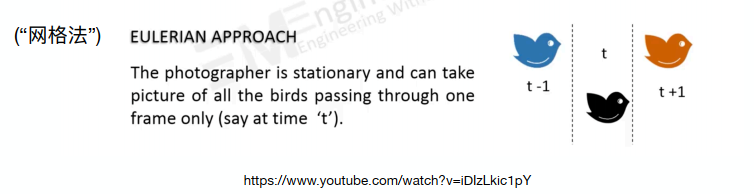 (“网格法”)
EULERIAN APPROACH
The photographer is stationary and can take
picture of all the birds passing through one
frame only (say at time ‘t’).
t -1
t
t +1
https://www.youtube.com/watch?v=iDIzLkic1pY